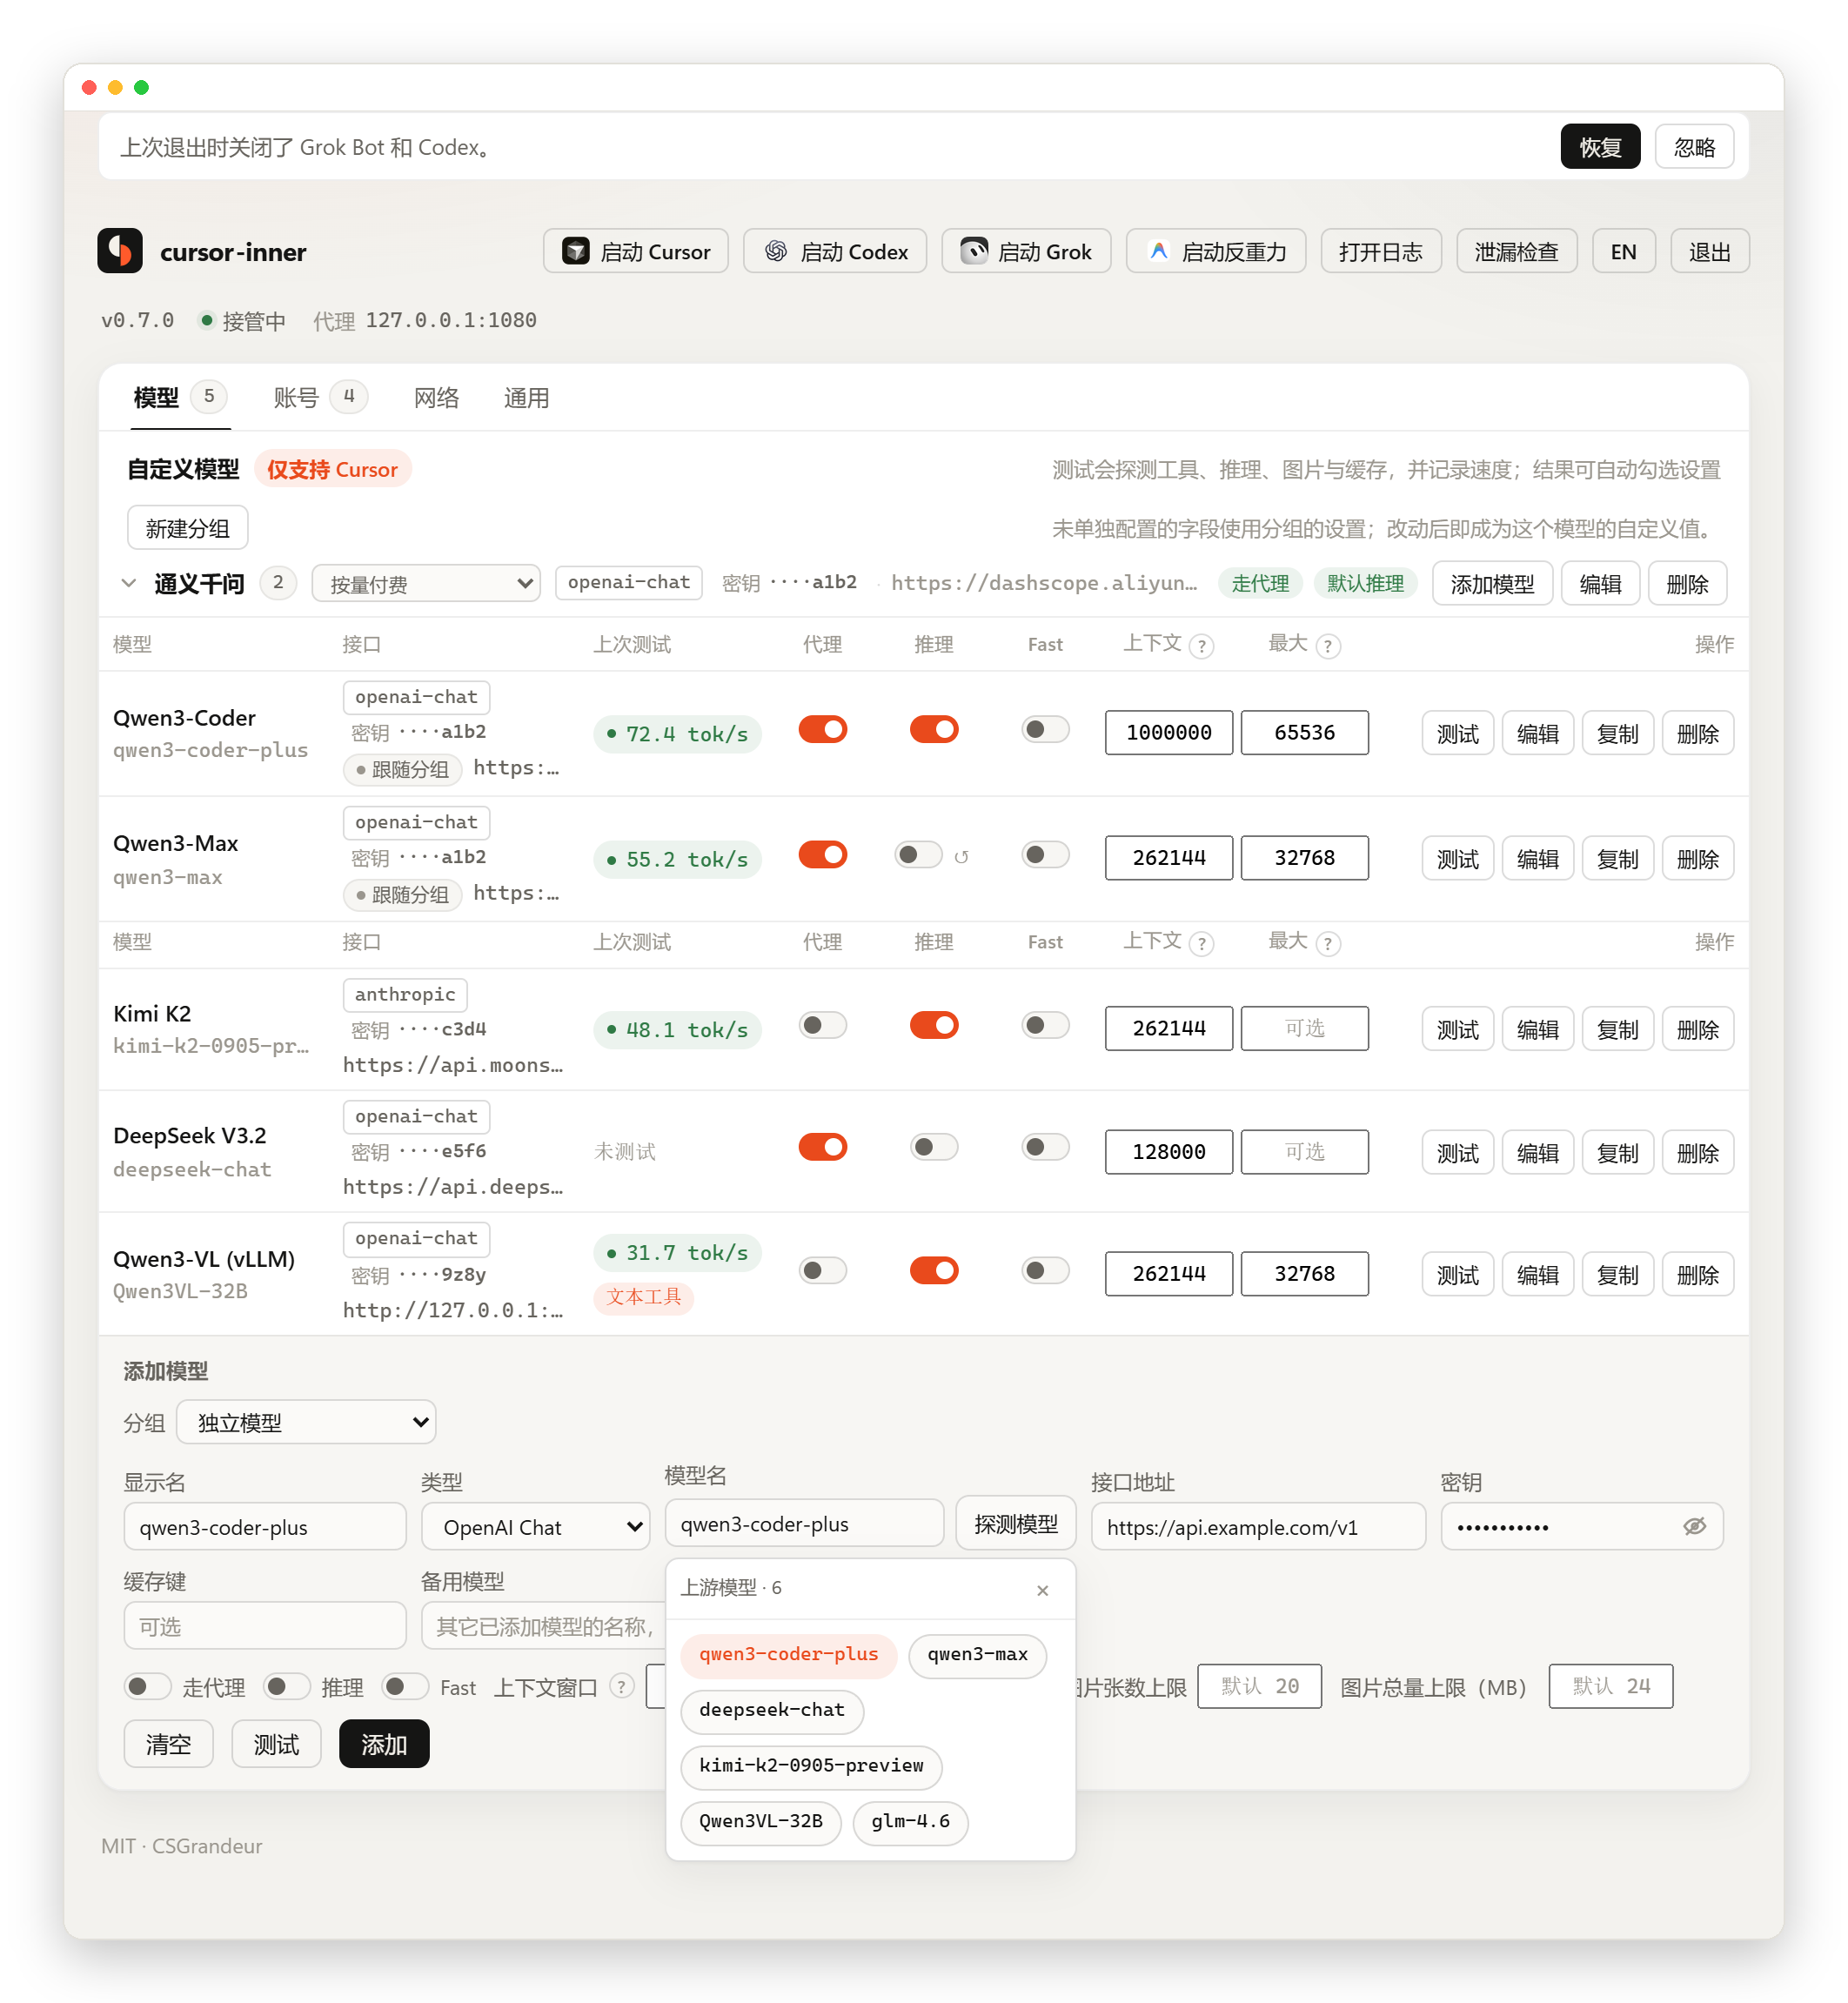 上次退出时关闭了 Grok Bot 和 Codex。 恢复 忽略
cursor-inner 启动 Cursor 启动 Codex 启动 Grok 启动反重力 打开日志 泄漏检查 EN 退出
v0.7.0 接管中 代理 127.0.0.1:1080
模型 5 账号 4 网络 通用
自定义模型 仅支持 Cursor 测试会探测工具、推理、图片与缓存，并记录速度；结果可自动勾选设置
新建分组 未单独配置的字段使用分组的设置；改动后即成为这个模型的自定义值。
通义千问 2 按量付费 openai-chat 密钥 ····a1b2 · https://dashscope.aliyun… 走代理 默认推理 添加模型 编辑 删除
模型 接口 上次测试 代理 推理 Fast 上下文 ? 最大 ? 操作
openai-chat
Qwen3-Coder 密钥 ····a1b2 72.4 tok/s 1000000 65536 测试 编辑 复制 删除
qwen3-coder-plus 跟随分组 https:…
openai-chat
Qwen3-Max 密钥 ····a1b2 55.2 tok/s ↺ 262144 32768 测试 编辑 复制 删除
qwen3-max 跟随分组 https:…
模型 接口 上次测试 代理 推理 Fast 上下文 ? 最大 ? 操作
anthropic
Kimi K2 密钥 ····c3d4 48.1 tok/s 262144 可选 测试 编辑 复制 删除
kimi-k2-0905-pr… https://api.moons…
openai-chat
DeepSeek V3.2 密钥 ····e5f6 未测试 128000 可选 测试 编辑 复制 删除
deepseek-chat https://api.deeps…
openai-chat 31.7 tok/s
Qwen3-VL (vLLM) 密钥 ····9z8y 262144 32768 测试 编辑 复制 删除
Qwen3VL-32B http://127.0.0.1:… 文本工具
添加模型
分组 独立模型
显示名 类型 模型名 接口地址 密钥
qwen3-coder-plus OpenAI Chat qwen3-coder-plus 探测模型 https://api.example.com/v1 •••••••••••
缓存键 备用模型
可选 其它已添加模型的名称，
上游模型 · 6 ×
qwen3-coder-plus qwen3-max
deepseek-chat
kimi-k2-0905-preview
Qwen3VL-32B glm-4.6
走代理 推理 Fast 上下文窗口 ? 图片张数上限 默认 20 图片总量上限（MB） 默认 24
清空 测试 添加
MIT · CSGrandeur